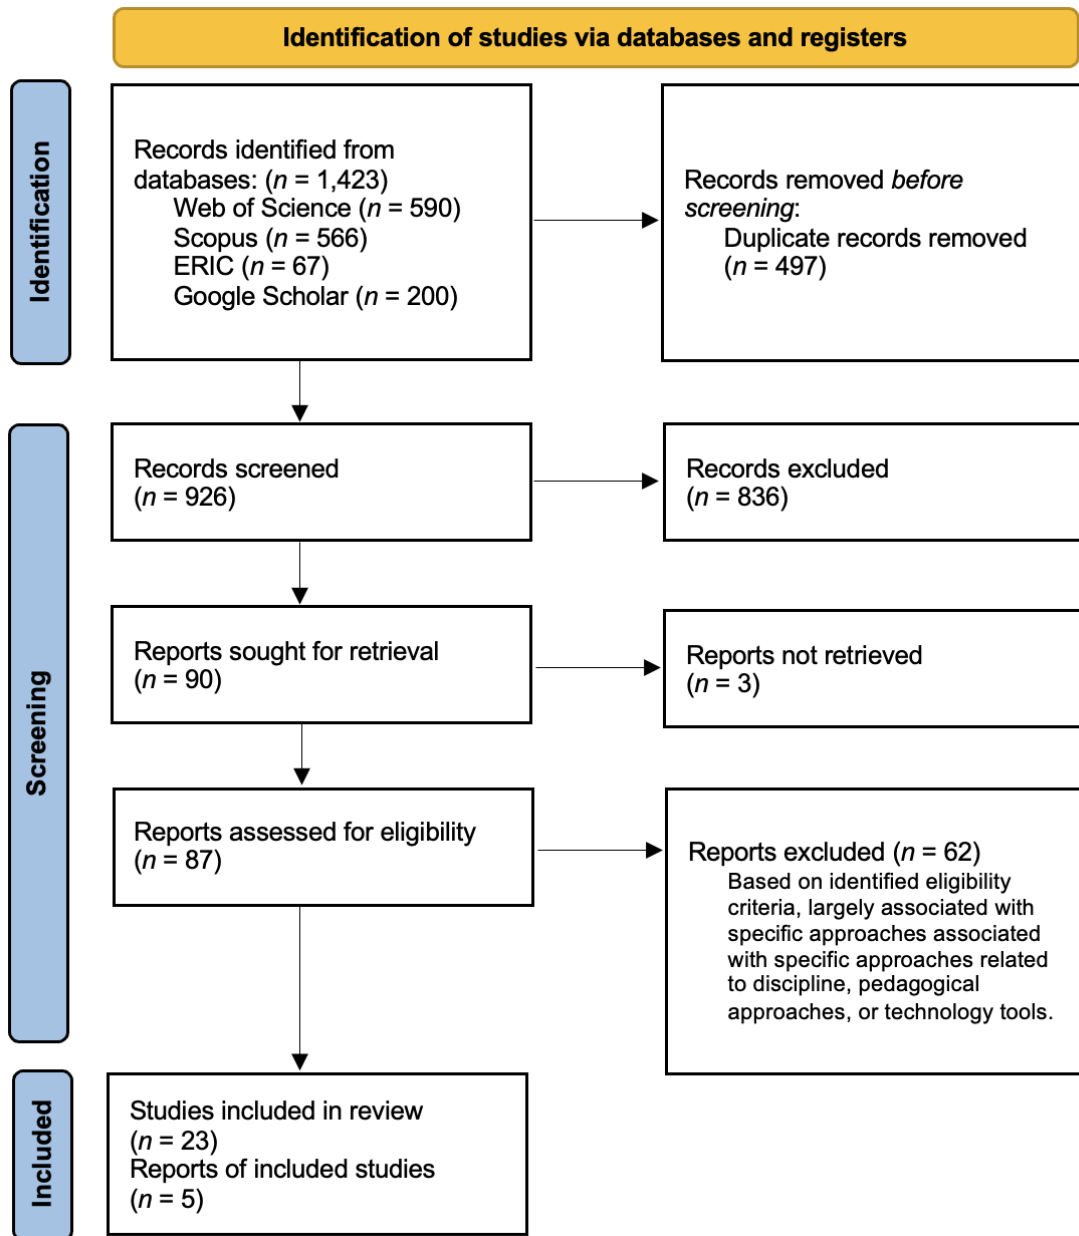 Identification of studies via databases and registers
Identification
Records identified from
databases: (n = 1,423)
Web of Science (n = 590)
Scopus (n = 566)
ERIC (n = 67)
Google Scholar (n = 200)
Records removed before
screening:
Duplicate records removed
(n = 497)
Screening
Records screened
(n = 926)
Records excluded
(n = 836)
Reports sought for retrieval
(n = 90)
Reports not retrieved
(n = 3)
Reports assessed for eligibility
(n = 87)
Reports excluded (n = 62)
Based on identified eligibility
criteria, largely associated with
specific approaches associated
with specific approaches related
to discipline, pedagogical
approaches, or technology tools.
Included
Studies included in review
(n = 23)
Reports of included studies
(n = 5)